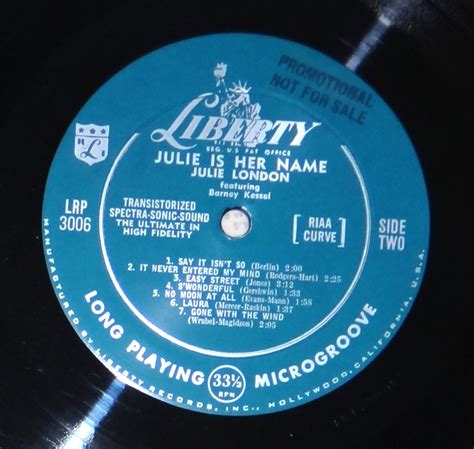 PROMOTIONAL
NOT FOR SALE
LIBERTY
REG. U.S. PAT. OFFICE
RLI
JULIE IS HER NAME
JULIE LONDON
featuring
Barney Kessel
LRP
3006
TRANSISTORIZED
SPECTRA-SONIC-SOUND
THE ULTIMATE IN
HIGH FIDELITY
[ RIAA
CURVE ]
SIDE
TWO
1. SAY IT ISN'T SO (Berlin) 2:00
2. IT NEVER ENTERED MY MIND (Rodgers-Hart) 2:25
3. EASY STREET (Jones) 3:12
4. S'WONDERFUL (Gershwin) 1:33
5. NO MOON AT ALL (Evans-Mann) 1:58
6. LAURA (Mercer-Raskin) 1:37
7. GONE WITH THE WIND
(Wrubel-Magidson) 2:05
LONG PLAYING 33⅓ RPM MICROGROOVE
MANUFACTURED BY LIBERTY RECORDS, INC., HOLLYWOOD, CALIFORNIA, U.S.A.